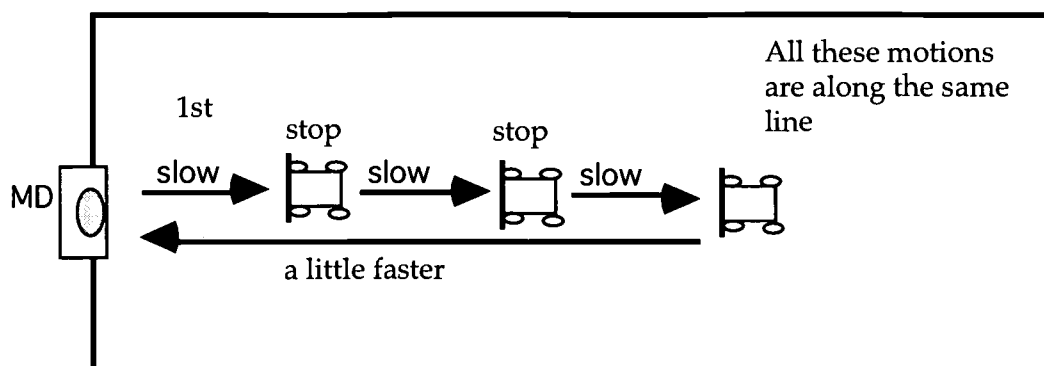 All these motions
are along the same
line
1st
stop
stop
slow
slow
slow
MD
a little faster